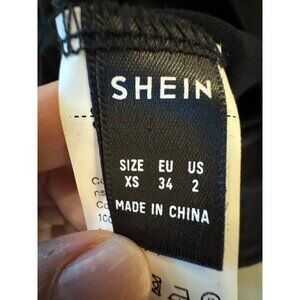 SHEIN
SIZE EU US
XS 34 2
MADE IN CHINA